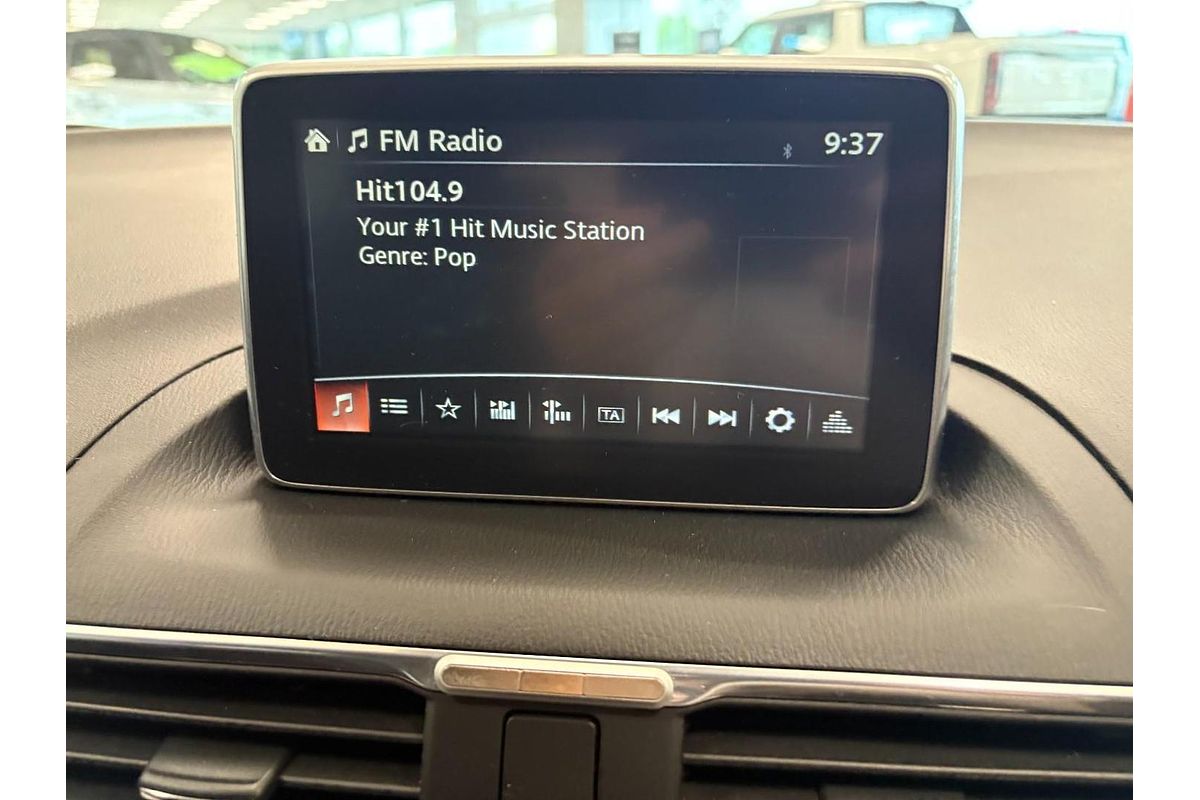 FM Radio
9:37
Hit104.9
Your #1 Hit Music Station
Genre: Pop
TA